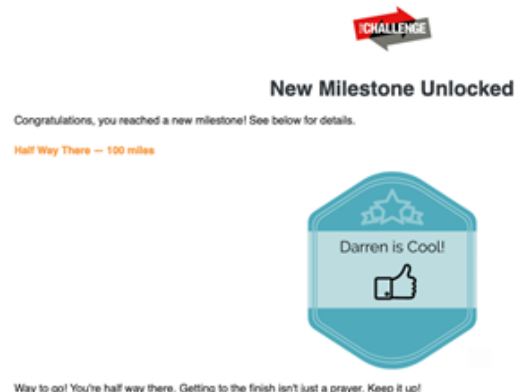 THE CHALLENGE
New Milestone Unlocked
Congratulations, you reached a new milestone! See below for details.
Half Way There — 100 miles
Darren is Cool!
Way to go! You're half way there. Getting to the finish isn't just a prayer. Keep it up!